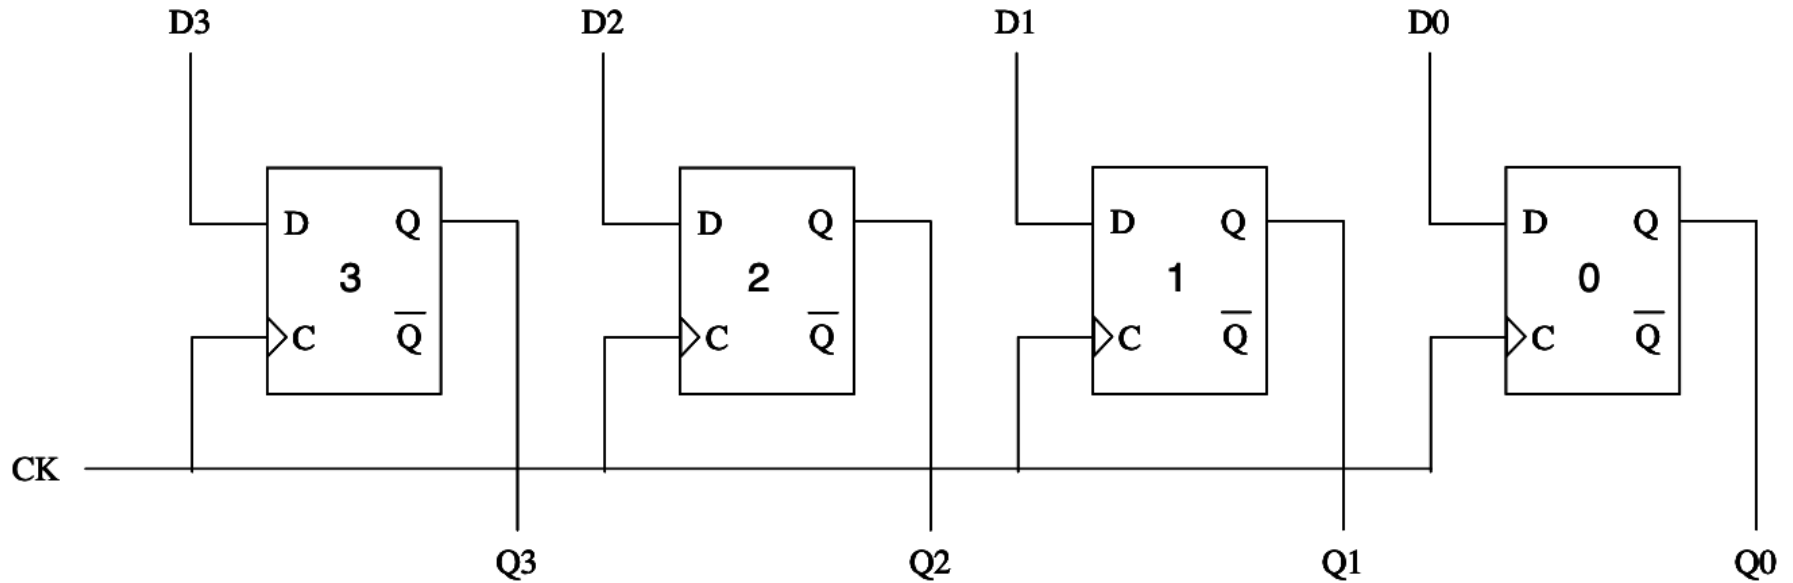 D3 D2 D1 D0
D Q D Q D Q D Q
3 2 1 0
C Q̅ C Q̅ C Q̅ C Q̅
CK
Q3 Q2 Q1 Q0